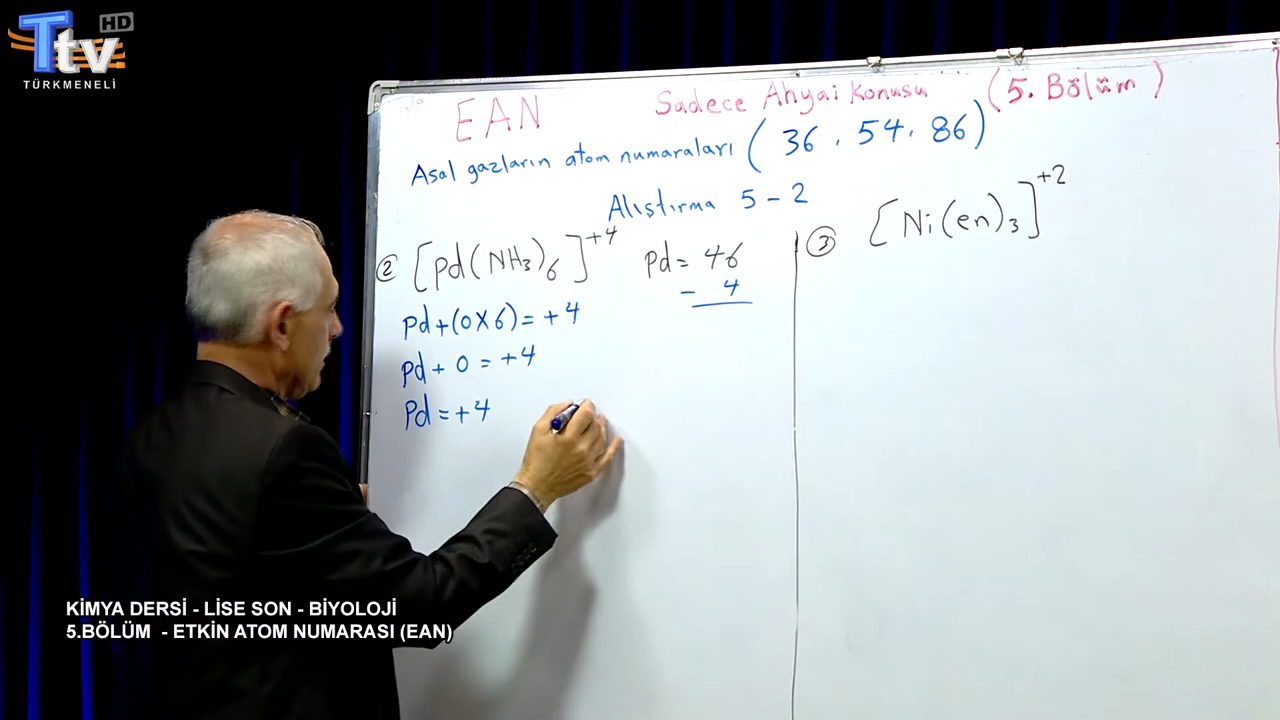 Ttv HD
TÜRKMENELİ
EAN Sadece Ahyai Konusu (5. Bölüm)
Asal gazların atom numaraları (36, 54, 86)
Alıştırma 5-2
② [Pd(NH₃)₆]⁺⁴
Pd+(0X6)=+4
Pd+0=+4
Pd=+4
Pd=46
- 4
③ [Ni(en)₃]⁺²
KİMYA DERSİ - LİSE SON - BİYOLOJİ
5.BÖLÜM - ETKİN ATOM NUMARASI (EAN)